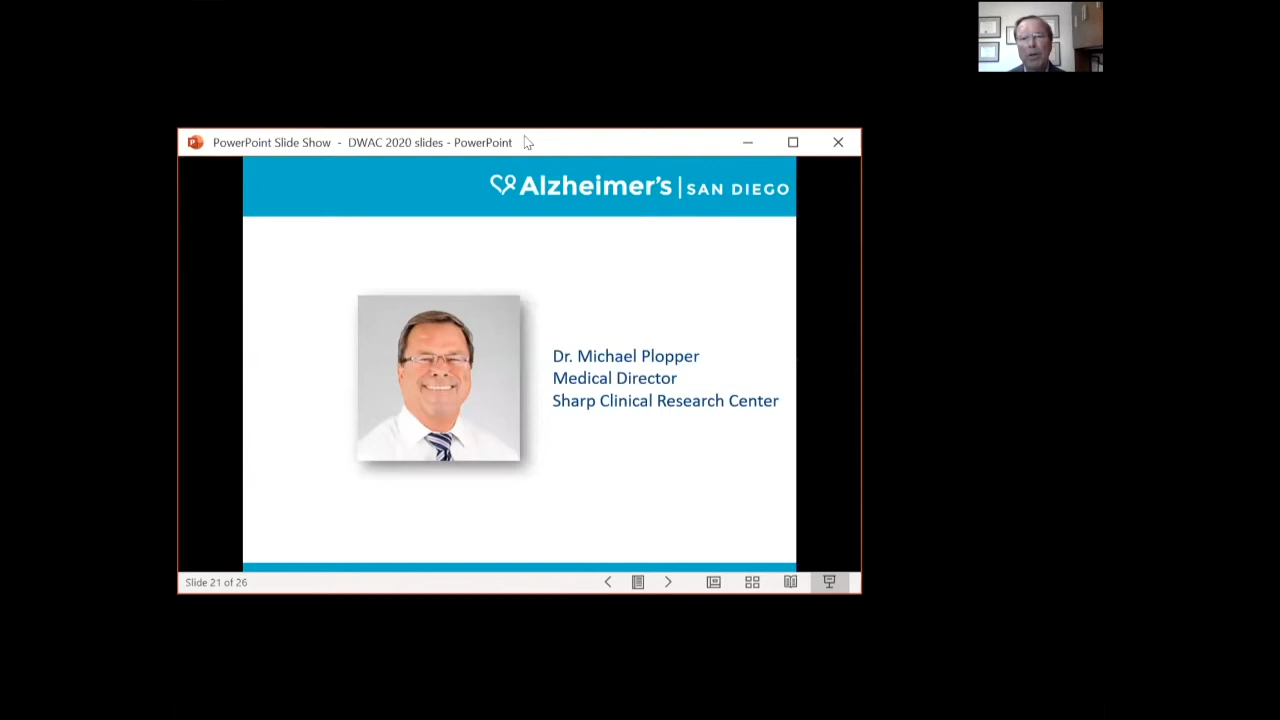 PowerPoint Slide Show - DWAC 2020 slides - PowerPoint
Alzheimer's | SAN DIEGO
Dr. Michael Plopper
Medical Director
Sharp Clinical Research Center
Slide 21 of 26